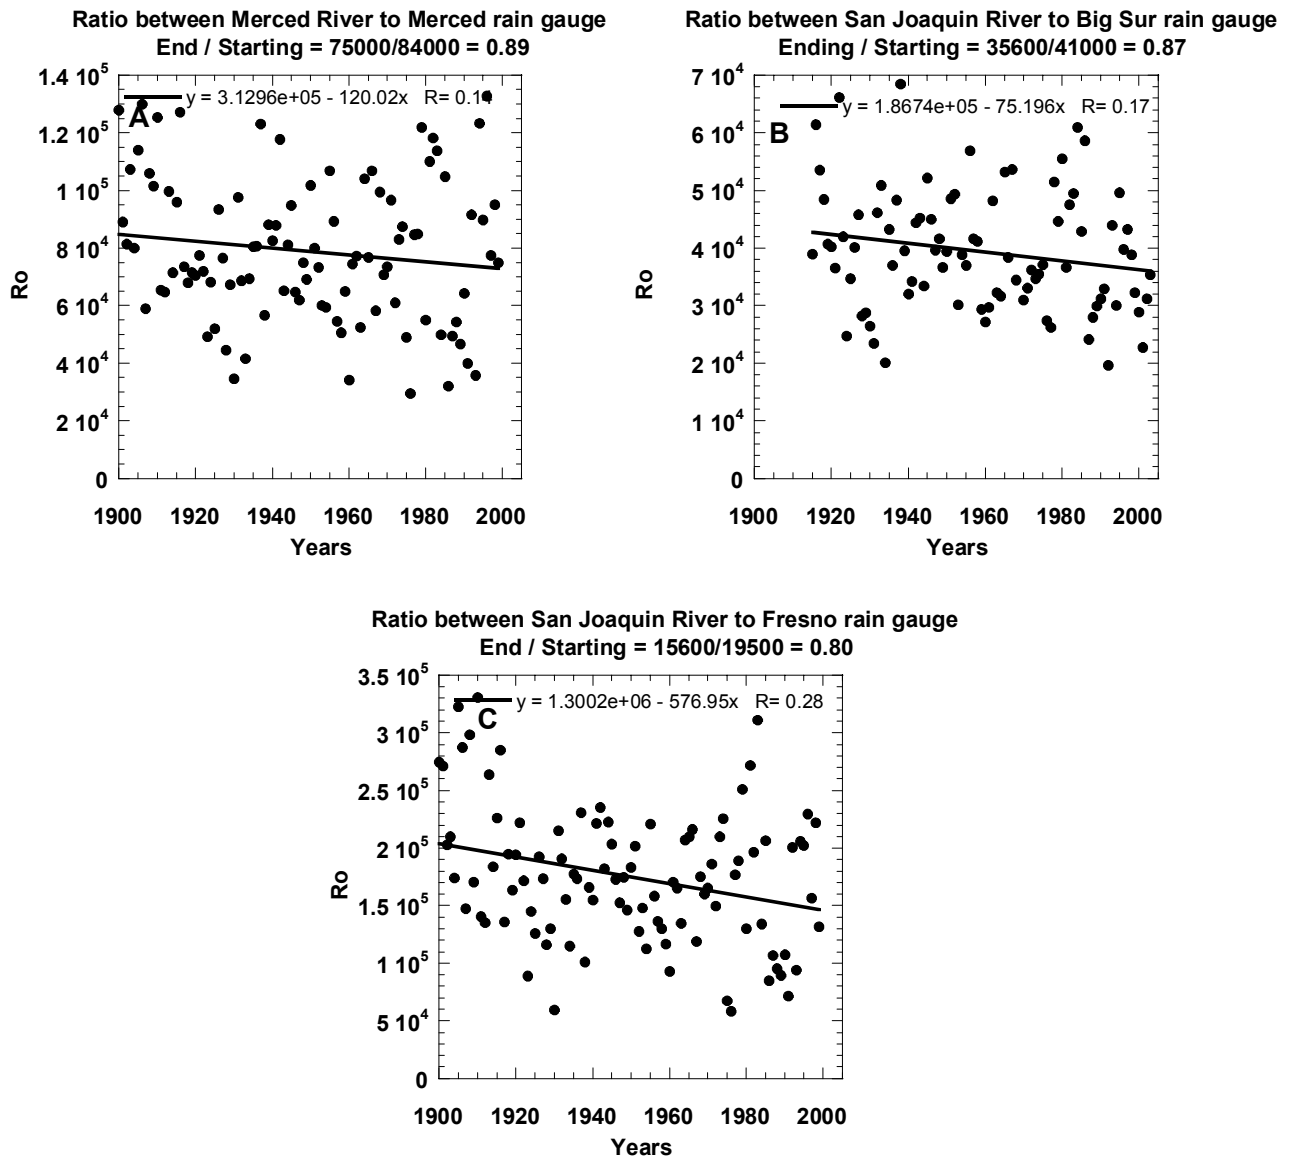 Ratio between Merced River to Merced rain gauge
End / Starting = 75000/84000 = 0.89
1.4 10^5
1.2 10^5
1 10^5
8 10^4
6 10^4
4 10^4
2 10^4
0
Ro
y = 3.1296e+05 - 120.02x R= 0.1
A
1900 1920 1940 1960 1980 2000
Years
Ratio between San Joaquin River to Big Sur rain gauge
Ending / Starting = 35600/41000 = 0.87
7 10^4
6 10^4
5 10^4
4 10^4
3 10^4
2 10^4
1 10^4
0
Ro
y = 1.8674e+05 - 75.196x R= 0.17
B
1900 1920 1940 1960 1980 2000
Years
Ratio between San Joaquin River to Fresno rain gauge
End / Starting = 15600/19500 = 0.80
3.5 10^5
3 10^5
2.5 10^5
2 10^5
1.5 10^5
1 10^5
5 10^4
0
Ro
y = 1.3002e+06 - 576.95x R= 0.28
C
1900 1920 1940 1960 1980 2000
Years